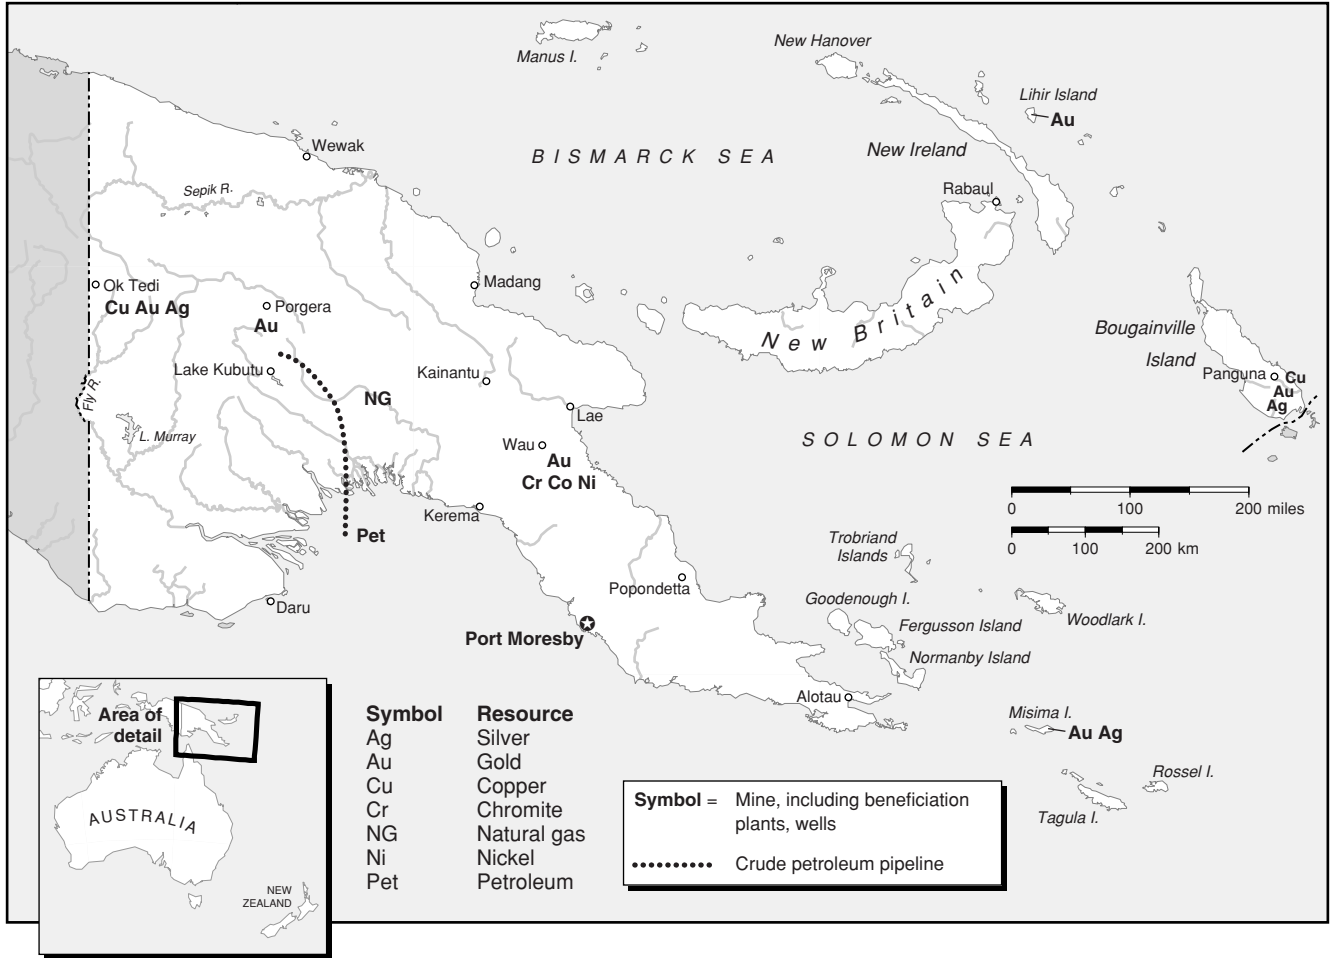 Manus I.
New Hanover
Lihir Island
Au
BISMARCK SEA
New Ireland
Wewak
Sepik R.
Rabaul
Ok Tedi
Cu Au Ag
Porgera
Au
Madang
New Britain
Bougainville
Island
Lake Kubutu
Kainantu
Panguna
Cu
Au
Ag
NG
Fly R.
Lae
L. Murray
Wau
Au
Cr Co Ni
SOLOMON SEA
Kerema
Pet
0 100 200 miles
0 100 200 km
Trobriand
Islands
Popondetta
Daru
Goodenough I.
Woodlark I.
Fergusson Island
Port Moresby
Normanby Island
Alotau
Misima I.
Au Ag
Rossel I.
Tagula I.
Area of
detail
AUSTRALIA
NEW
ZEALAND
Symbol Resource
Ag Silver
Au Gold
Cu Copper
Cr Chromite
NG Natural gas
Ni Nickel
Pet Petroleum
Symbol = Mine, including beneficiation
plants, wells
Crude petroleum pipeline